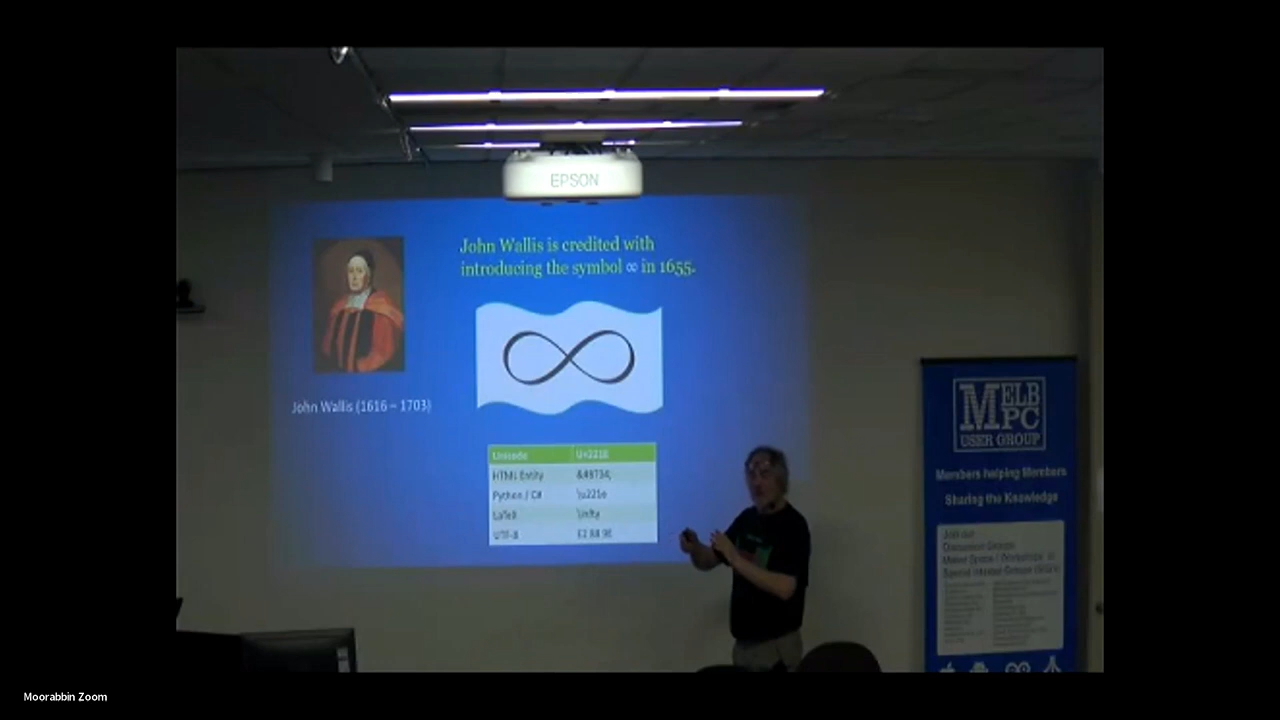 EPSON
John Wallis is credited with
introducing the symbol ∞ in 1655.
John Wallis (1616 – 1703)
Unicode U+221E
HTML Entity &#8734;
Python / C# \u221e
LaTeX \infty
UTF-8 E2 88 9E
MELB
PC
USER GROUP
Members helping Members
Sharing the Knowledge
Join our
Discussion Groups
Moorabbin Zoom